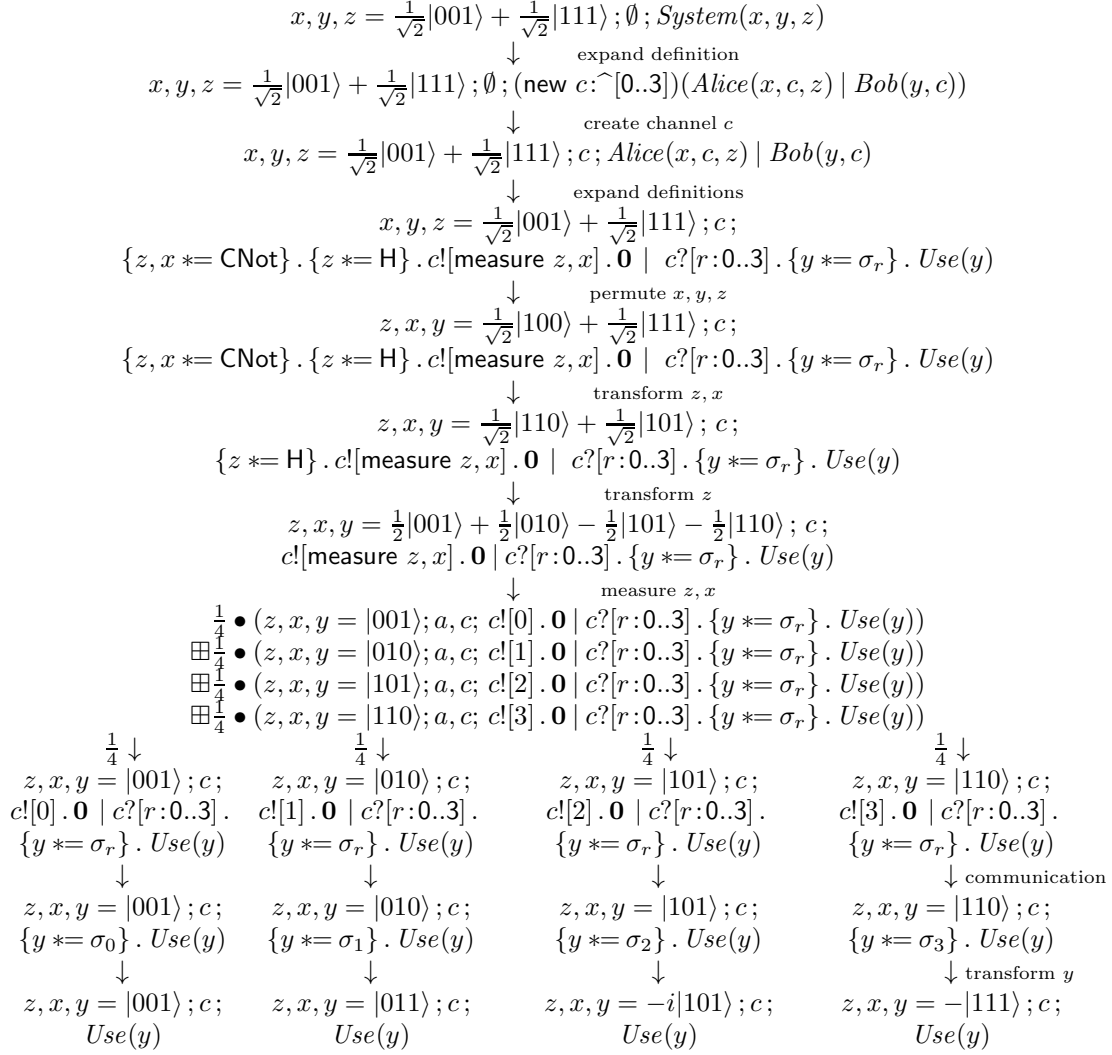 x, y, z = 1/√2|001⟩ + 1/√2|111⟩ ; ∅ ; System(x, y, z)
↓ expand definition
x, y, z = 1/√2|001⟩ + 1/√2|111⟩ ; ∅ ; (new c:^[0..3])(Alice(x, c, z) | Bob(y, c))
↓ create channel c
x, y, z = 1/√2|001⟩ + 1/√2|111⟩ ; c ; Alice(x, c, z) | Bob(y, c)
↓ expand definitions
x, y, z = 1/√2|001⟩ + 1/√2|111⟩ ; c ;
{z, x *= CNot} . {z *= H} . c![measure z, x] . 0 | c?[r:0..3] . {y *= σ_r} . Use(y)
↓ permute x, y, z
z, x, y = 1/√2|100⟩ + 1/√2|111⟩ ; c ;
{z, x *= CNot} . {z *= H} . c![measure z, x] . 0 | c?[r:0..3] . {y *= σ_r} . Use(y)
↓ transform z, x
z, x, y = 1/√2|110⟩ + 1/√2|101⟩ ; c ;
{z *= H} . c![measure z, x] . 0 | c?[r:0..3] . {y *= σ_r} . Use(y)
↓ transform z
z, x, y = 1/2|001⟩ + 1/2|010⟩ − 1/2|101⟩ − 1/2|110⟩ ; c ;
c![measure z, x] . 0 | c?[r:0..3] . {y *= σ_r} . Use(y)
↓ measure z, x
1/4 • (z, x, y = |001⟩; a, c; c![0] . 0 | c?[r:0..3] . {y *= σ_r} . Use(y))
⊞1/4 • (z, x, y = |010⟩; a, c; c![1] . 0 | c?[r:0..3] . {y *= σ_r} . Use(y))
⊞1/4 • (z, x, y = |101⟩; a, c; c![2] . 0 | c?[r:0..3] . {y *= σ_r} . Use(y))
⊞1/4 • (z, x, y = |110⟩; a, c; c![3] . 0 | c?[r:0..3] . {y *= σ_r} . Use(y))
1/4 ↓ 1/4 ↓ 1/4 ↓ 1/4 ↓
z, x, y = |001⟩ ; c ; z, x, y = |010⟩ ; c ; z, x, y = |101⟩ ; c ; z, x, y = |110⟩ ; c ;
c![0] . 0 | c?[r:0..3] . c![1] . 0 | c?[r:0..3] . c![2] . 0 | c?[r:0..3] . c![3] . 0 | c?[r:0..3] .
{y *= σ_r} . Use(y) {y *= σ_r} . Use(y) {y *= σ_r} . Use(y) {y *= σ_r} . Use(y)
↓ ↓ ↓ ↓ communication
z, x, y = |001⟩ ; c ; z, x, y = |010⟩ ; c ; z, x, y = |101⟩ ; c ; z, x, y = |110⟩ ; c ;
{y *= σ_0} . Use(y) {y *= σ_1} . Use(y) {y *= σ_2} . Use(y) {y *= σ_3} . Use(y)
↓ ↓ ↓ ↓ transform y
z, x, y = |001⟩ ; c ; z, x, y = |011⟩ ; c ; z, x, y = −i|101⟩ ; c ; z, x, y = −|111⟩ ; c ;
Use(y) Use(y) Use(y) Use(y)